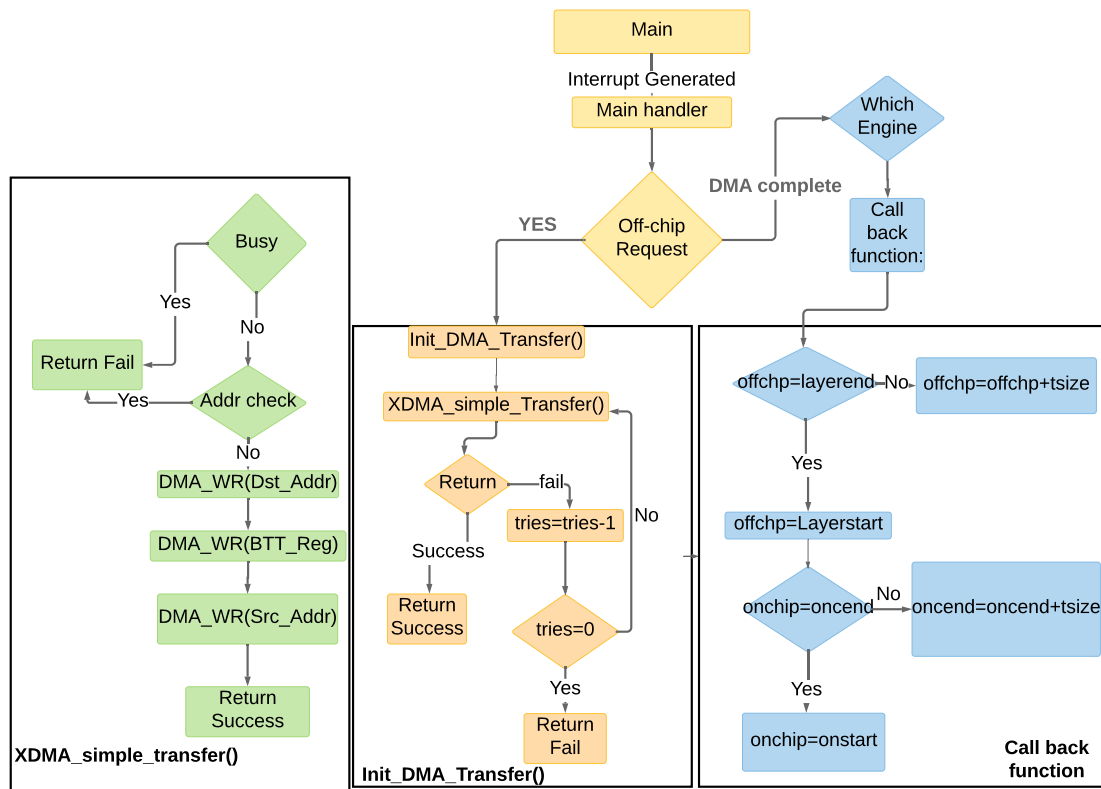 Main
Interrupt Generated
Main handler
Off-chip
Request
YES
DMA complete
Which
Engine
Call
back
function:
Busy
Yes
No
Return Fail
Addr check
Yes
No
DMA_WR(Dst_Addr)
DMA_WR(BTT_Reg)
DMA_WR(Src_Addr)
Return
Success
XDMA_simple_transfer()
Init_DMA_Transfer()
XDMA_simple_Transfer()
Return
fail
tries=tries-1
No
Success
Return
Success
tries=0
Yes
Return
Fail
Init_DMA_Transfer()
offchp=layerend
No
offchp=offchp+tsize
Yes
offchp=Layerstart
onchip=oncend
No
oncend=oncend+tsize
Yes
onchip=onstart
Call back
function